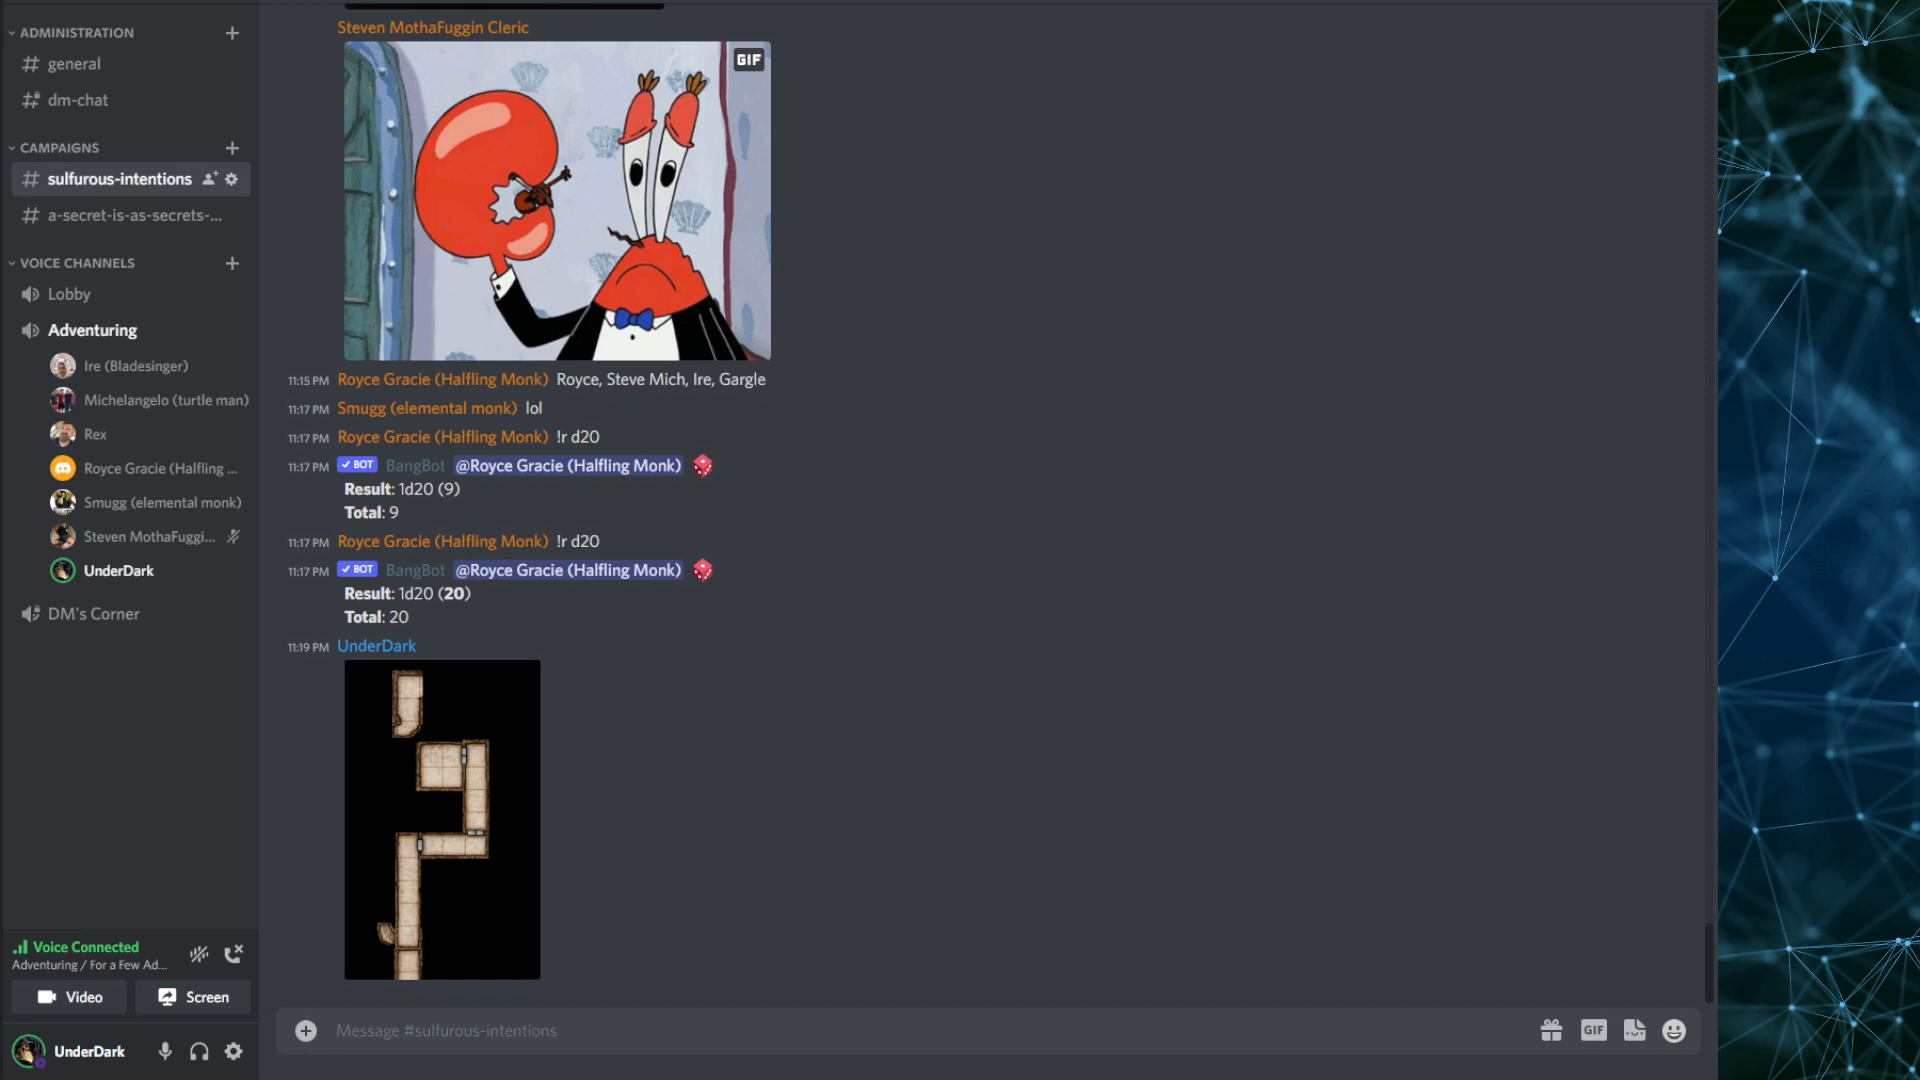 ADMINISTRATION
general
dm-chat
CAMPAIGNS
sulfurous-intentions
a-secret-is-as-secrets-...
VOICE CHANNELS
Lobby
Adventuring
Ire (Bladesinger)
Michelangelo (turtle man)
Rex
Royce Gracie (Halfling ...
Smugg (elemental monk)
Steven MothaFuggi...
UnderDark
DM's Corner
Voice Connected
Adventuring / For a Few Ad...
Video
Screen
UnderDark
Steven MothaFuggin Cleric
GIF
11:15 PM Royce Gracie (Halfling Monk) Royce, Steve Mich, Ire, Gargle
11:17 PM Smugg (elemental monk) lol
11:17 PM Royce Gracie (Halfling Monk) !r d20
11:17 PM BOT BangBot @Royce Gracie (Halfling Monk)
Result: 1d20 (9)
Total: 9
11:17 PM Royce Gracie (Halfling Monk) !r d20
11:17 PM BOT BangBot @Royce Gracie (Halfling Monk)
Result: 1d20 (20)
Total: 20
11:19 PM UnderDark
Message #sulfurous-intentions
GIF